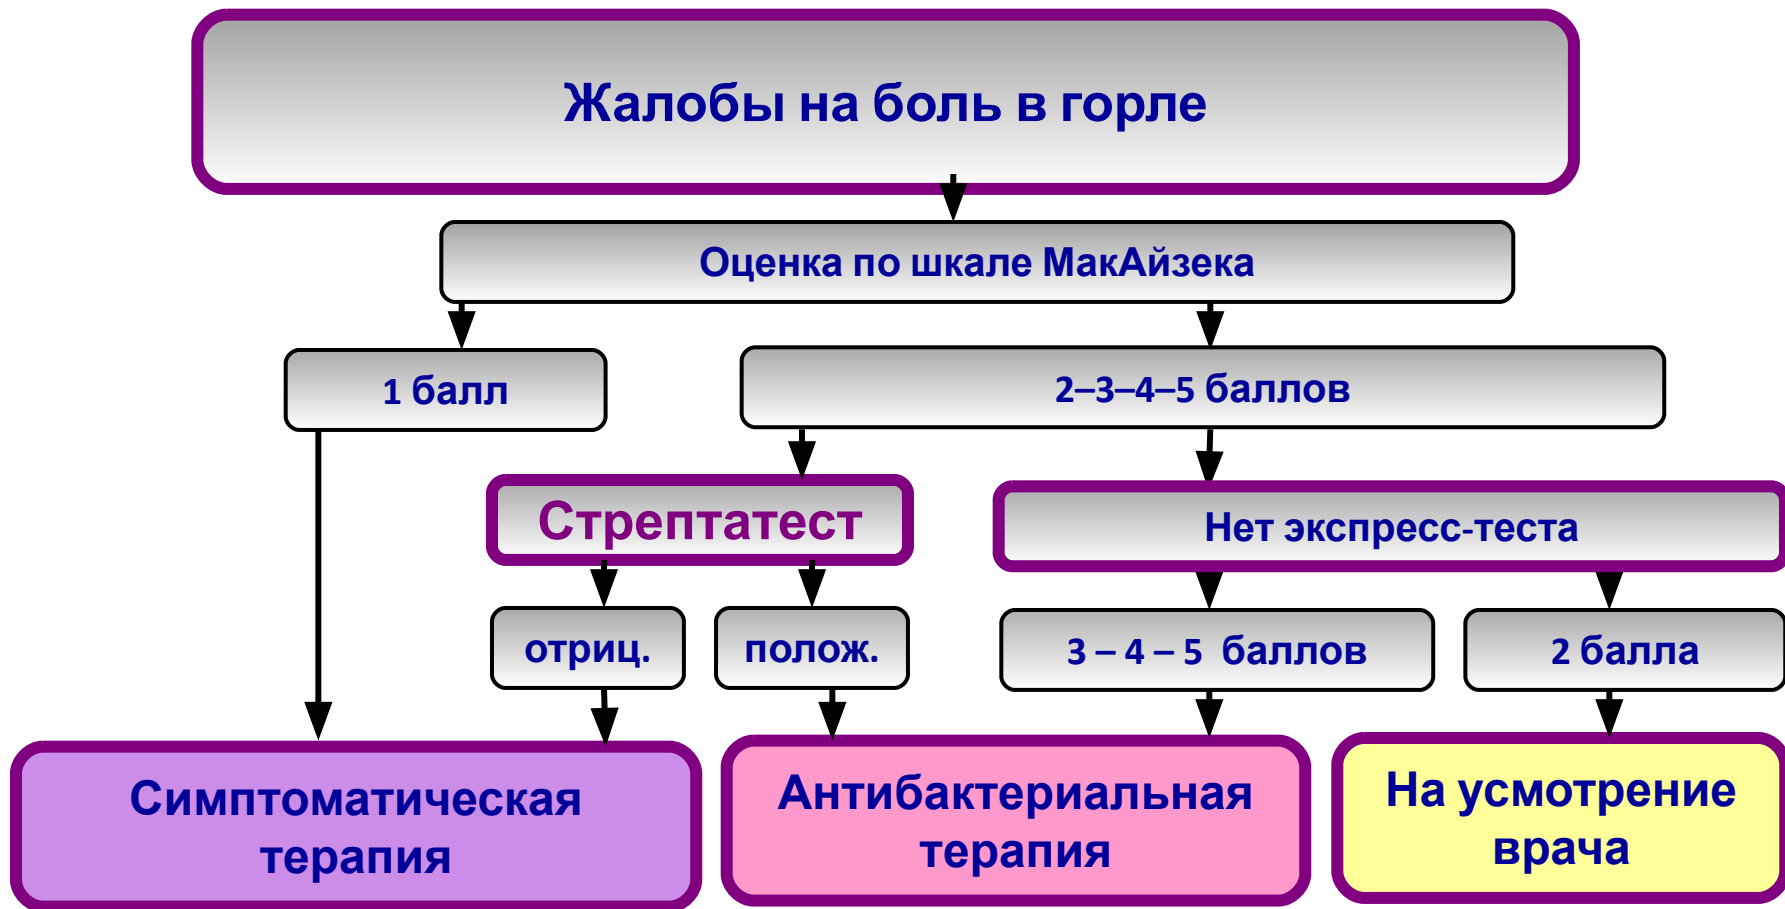 Жалобы на боль в горле
Оценка по шкале МакАйзека
1 балл
2–3–4–5 баллов
Стрептатест
Нет экспресс-теста
отриц.
полож.
3 – 4 – 5 баллов
2 балла
Симптоматическая
терапия
Антибактериальная
терапия
На усмотрение
врача